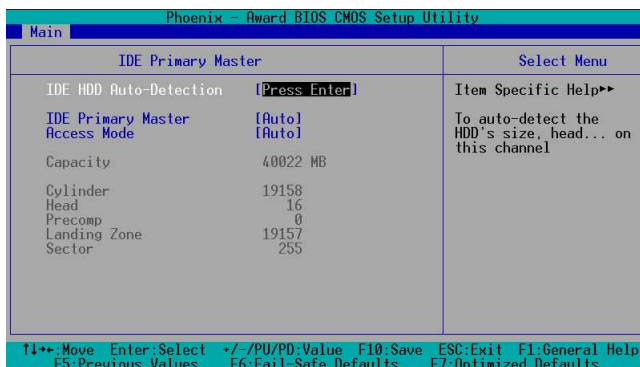 Phoenix - Award BIOS CMOS Setup Utility
Main
IDE Primary Master
Select Menu
IDE HDD Auto-Detection [Press Enter]
Item Specific Help►►
IDE Primary Master [Auto]
Access Mode [Auto]
To auto-detect the
HDD's size, head... on
this channel
Capacity 40022 MB
Cylinder 19158
Head 16
Precomp 0
Landing Zone 19157
Sector 255
↑↓→←:Move Enter:Select +/-/PU/PD:Value F10:Save ESC:Exit F1:General Help
F5:Previous Values F6:Fail-Safe Defaults F7:Optimized Defaults